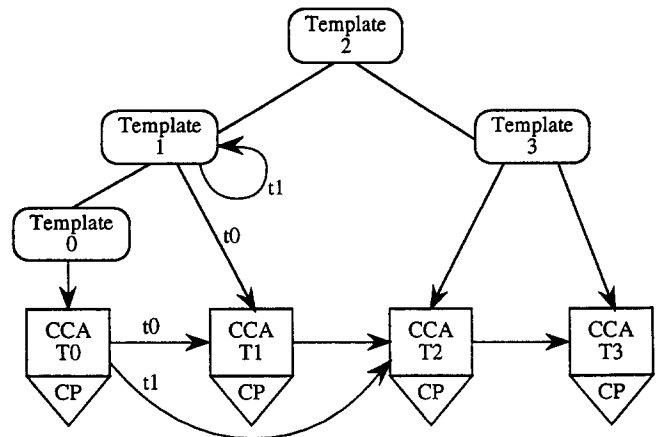 Template
2
Template
1
Template
3
t1
Template
0
t0
CCA
T0
t0
CCA
T1
CCA
T2
CCA
T3
t1
CP
CP
CP
CP